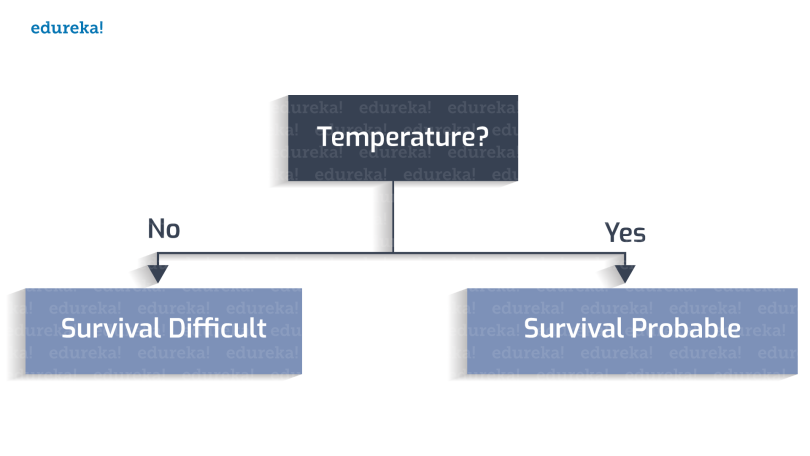 edureka!
Temperature?
No
Yes
Survival Difficult
Survival Probable